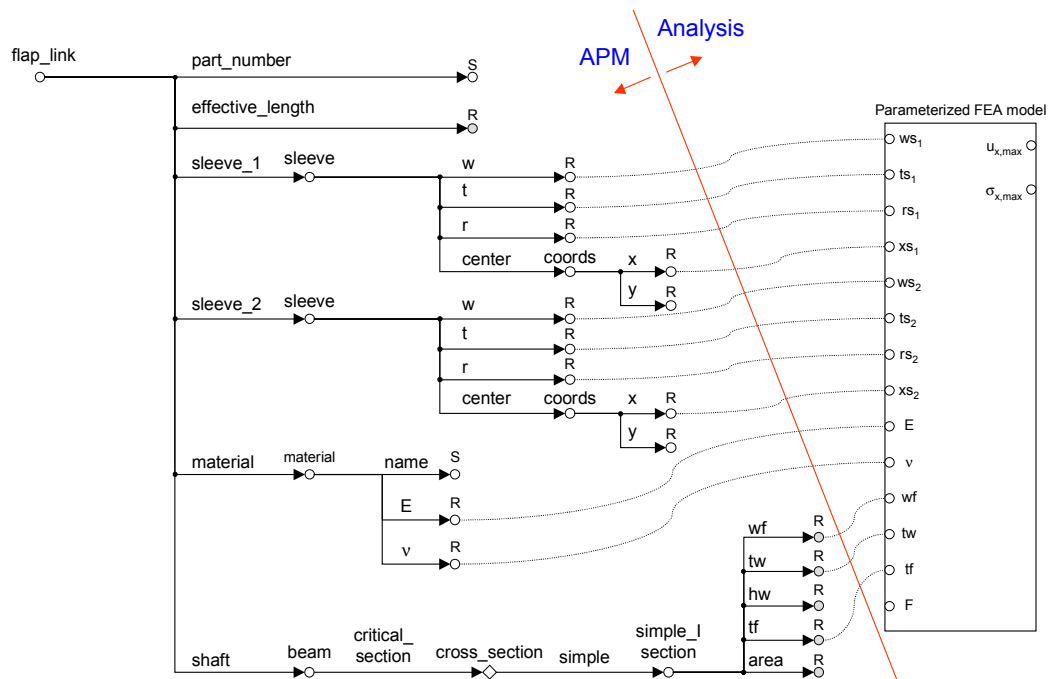 Analysis
APM
flap_link
part_number
S
effective_length
R
Parameterized FEA model
sleeve_1
sleeve
w
R
t
R
r
R
center
coords
x
R
y
R
sleeve_2
sleeve
w
R
t
R
r
R
center
coords
x
R
y
R
material
material
name
S
E
R
ν
R
shaft
beam
critical_
section
cross_section
simple
simple_I
section
wf
R
tw
R
hw
R
tf
R
area
R
ws1
ts1
rs1
xs1
ws2
ts2
rs2
xs2
E
ν
wf
tw
tf
F
ux,max
σx,max